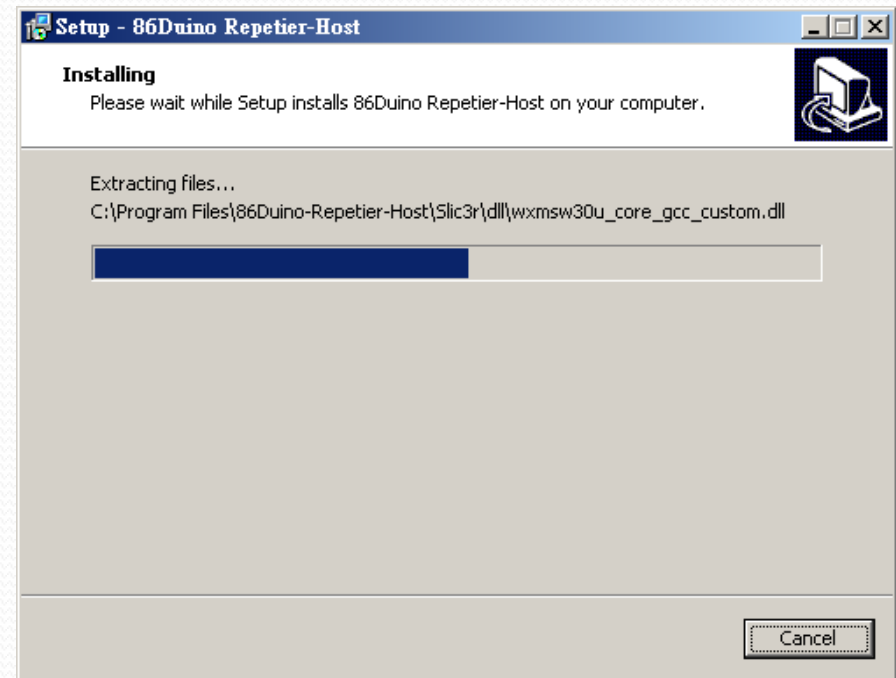 Setup - 86Duino Repetier-Host
Installing
Please wait while Setup installs 86Duino Repetier-Host on your computer.
Extracting files...
C:\Program Files\86Duino-Repetier-Host\Slic3r\dll\wxmsw30u_core_gcc_custom.dll
Cancel